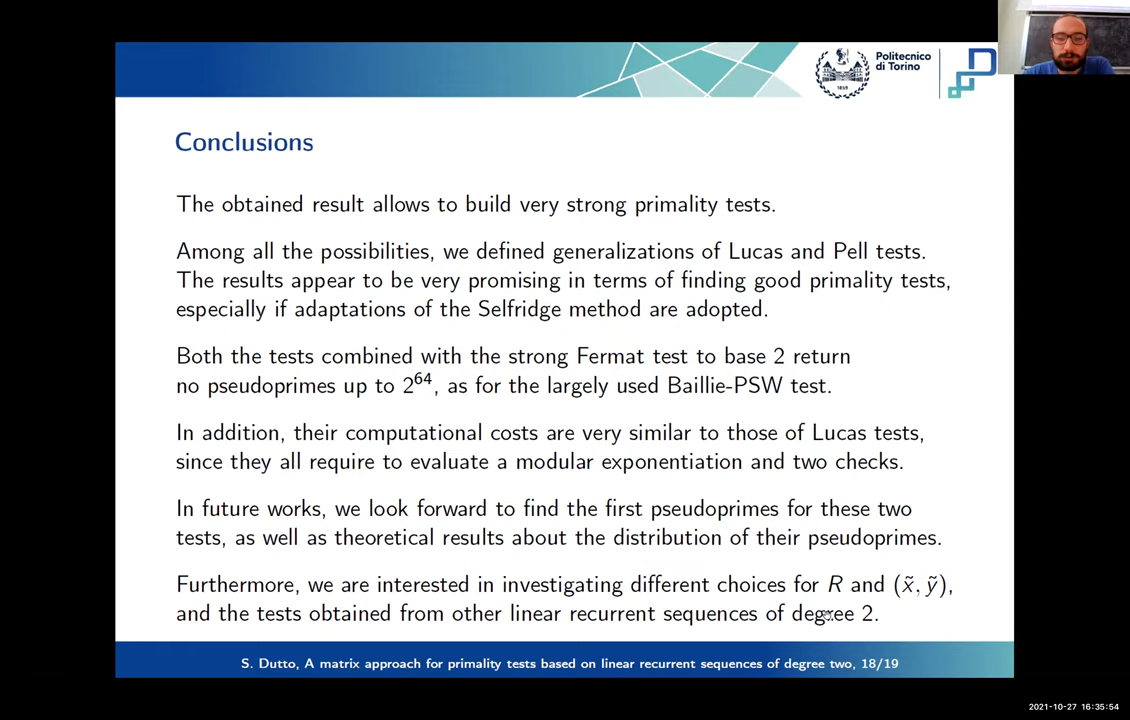 Politecnico
di Torino
1859
Conclusions
The obtained result allows to build very strong primality tests.
Among all the possibilities, we defined generalizations of Lucas and Pell tests.
The results appear to be very promising in terms of finding good primality tests,
especially if adaptations of the Selfridge method are adopted.
Both the tests combined with the strong Fermat test to base 2 return
no pseudoprimes up to 2^64, as for the largely used Baillie-PSW test.
In addition, their computational costs are very similar to those of Lucas tests,
since they all require to evaluate a modular exponentiation and two checks.
In future works, we look forward to find the first pseudoprimes for these two
tests, as well as theoretical results about the distribution of their pseudoprimes.
Furthermore, we are interested in investigating different choices for R and (x̃, ỹ),
and the tests obtained from other linear recurrent sequences of degree 2.
S. Dutto, A matrix approach for primality tests based on linear recurrent sequences of degree two, 18/19
2021-10-27 16:35:54